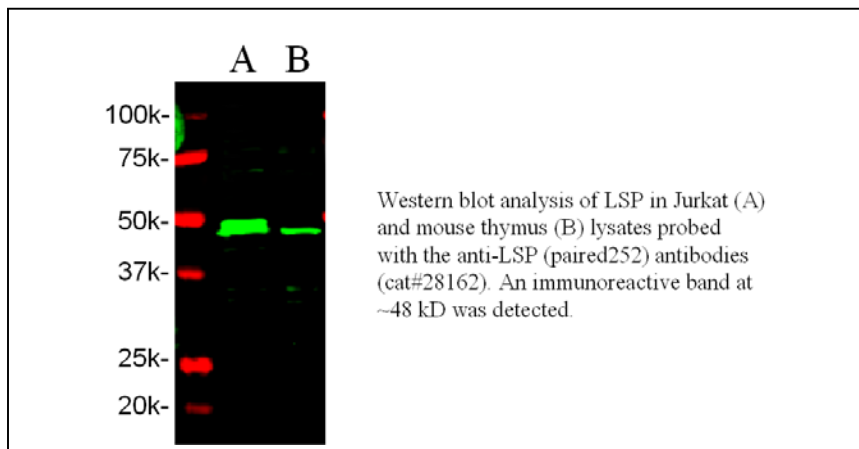 A B
100k-
75k-
50k-
37k-
25k-
20k-
Western blot analysis of LSP in Jurkat (A)
and mouse thymus (B) lysates probed
with the anti-LSP (paired252) antibodies
(cat#28162). An immunoreactive band at
~48 kD was detected.